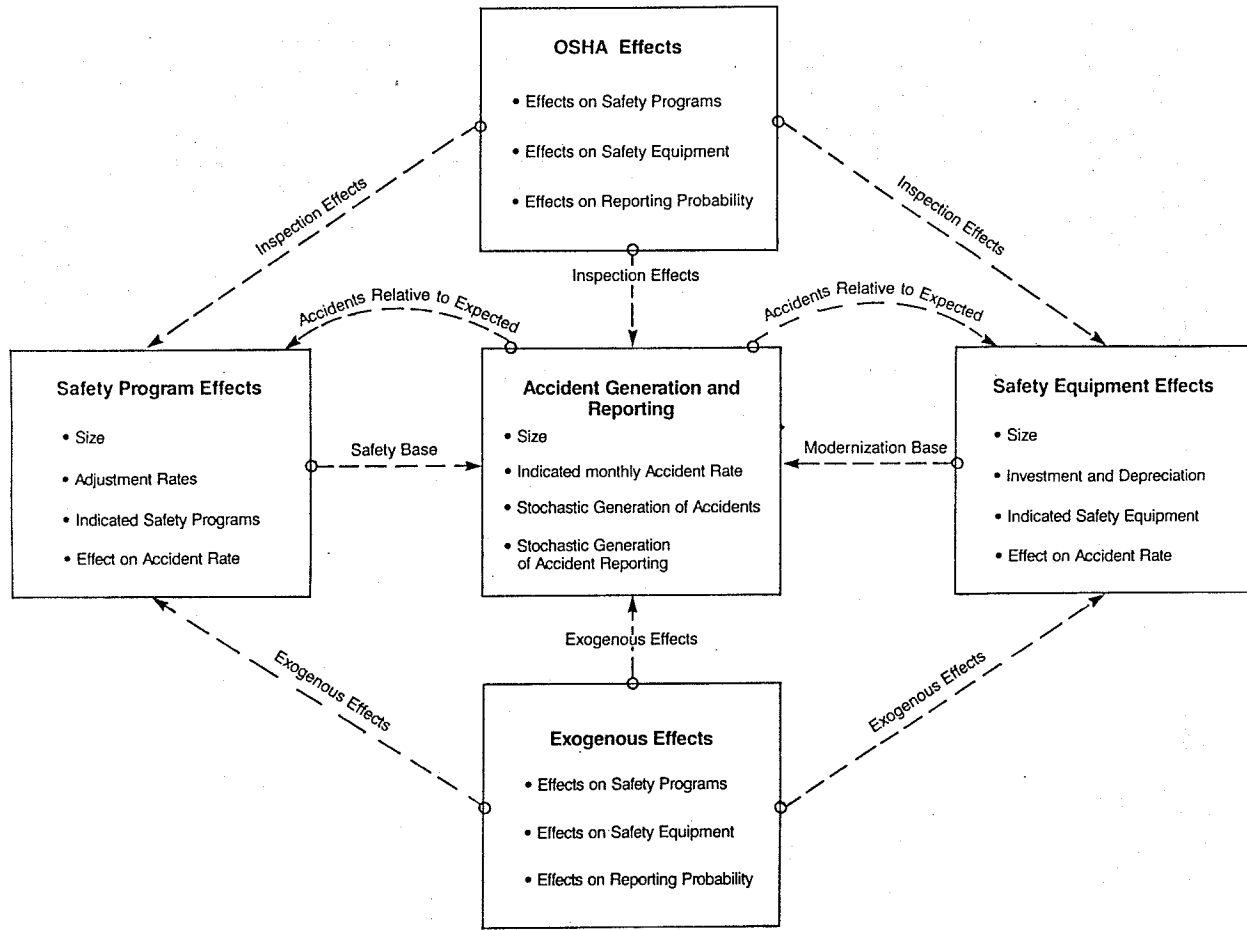 OSHA Effects
• Effects on Safety Programs
• Effects on Safety Equipment
• Effects on Reporting Probability
Inspection Effects
Inspection Effects
Inspection Effects
Accidents Relative to Expected
Accidents Relative to Expected
Safety Program Effects
• Size
• Adjustment Rates
• Indicated Safety Programs
• Effect on Accident Rate
Safety Base
Accident Generation and
Reporting
• Size
• Indicated monthly Accident Rate
• Stochastic Generation of Accidents
• Stochastic Generation
of Accident Reporting
Modernization Base
Safety Equipment Effects
• Size
• Investment and Depreciation
• Indicated Safety Equipment
• Effect on Accident Rate
Exogenous Effects
Exogenous Effects
Exogenous Effects
Exogenous Effects
• Effects on Safety Programs
• Effects on Safety Equipment
• Effects on Reporting Probability